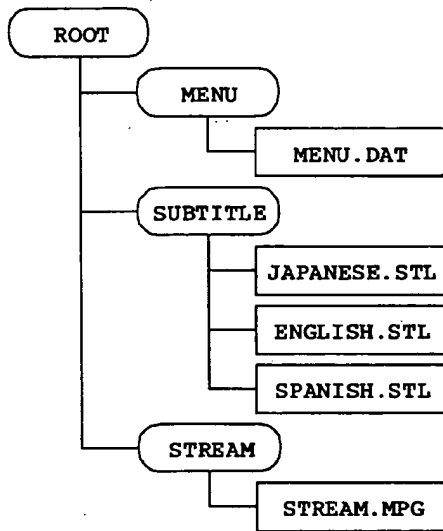 ROOT
MENU
MENU.DAT
SUBTITLE
JAPANESE.STL
ENGLISH.STL
SPANISH.STL
STREAM
STREAM.MPG